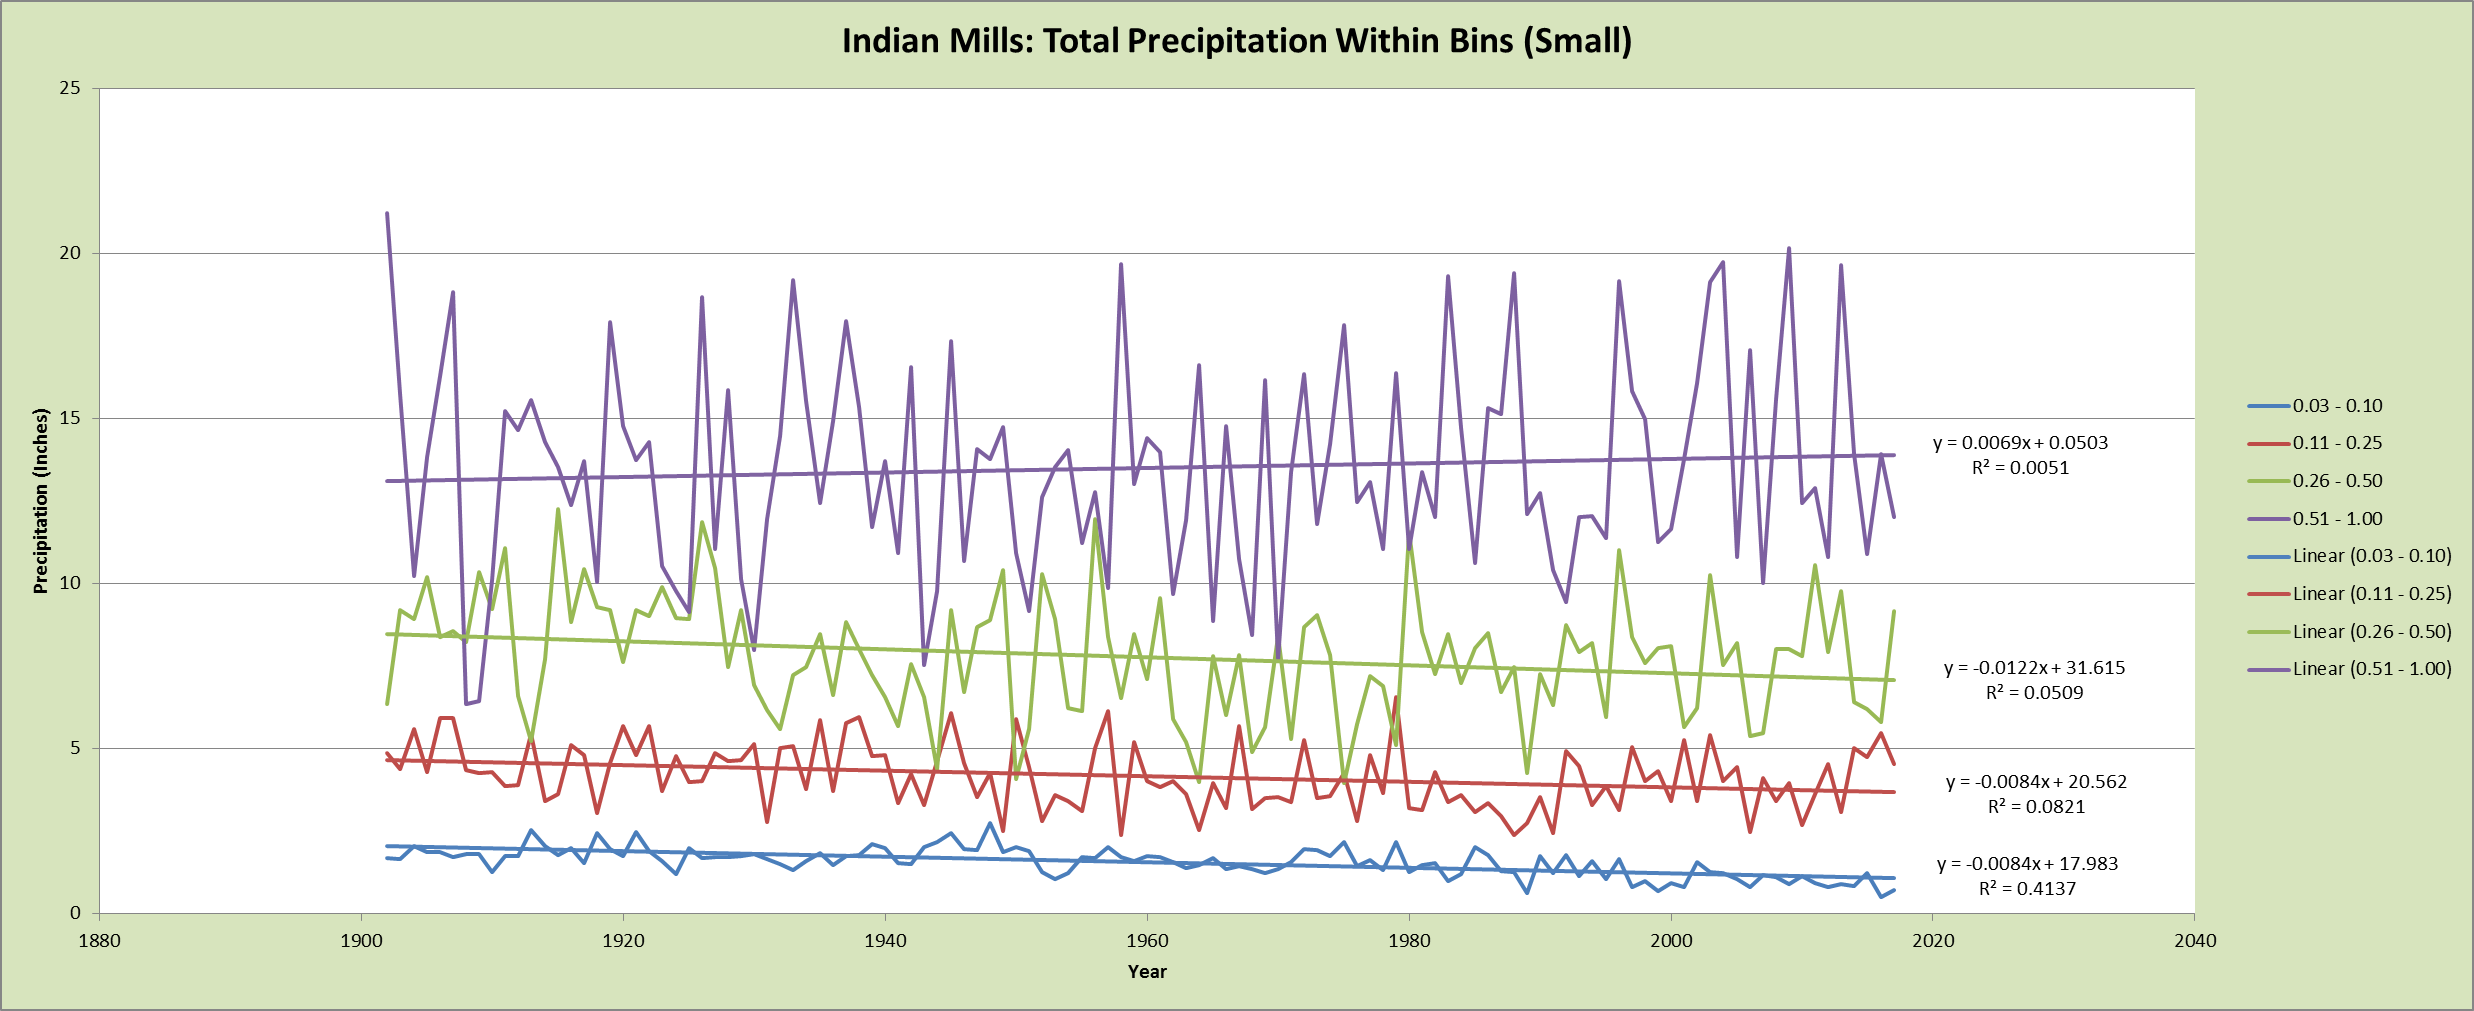 Indian Mills: Total Precipitation Within Bins (Small)
25
20
15
10
5
0
Precipitation (Inches)
1880
1900
1920
1940
1960
1980
2000
2020
2040
Year
y = 0.0069x + 0.0503
R² = 0.0051
y = -0.0122x + 31.615
R² = 0.0509
y = -0.0084x + 20.562
R² = 0.0821
y = -0.0084x + 17.983
R² = 0.4137
0.03 - 0.10
0.11 - 0.25
0.26 - 0.50
0.51 - 1.00
Linear (0.03 - 0.10)
Linear (0.11 - 0.25)
Linear (0.26 - 0.50)
Linear (0.51 - 1.00)